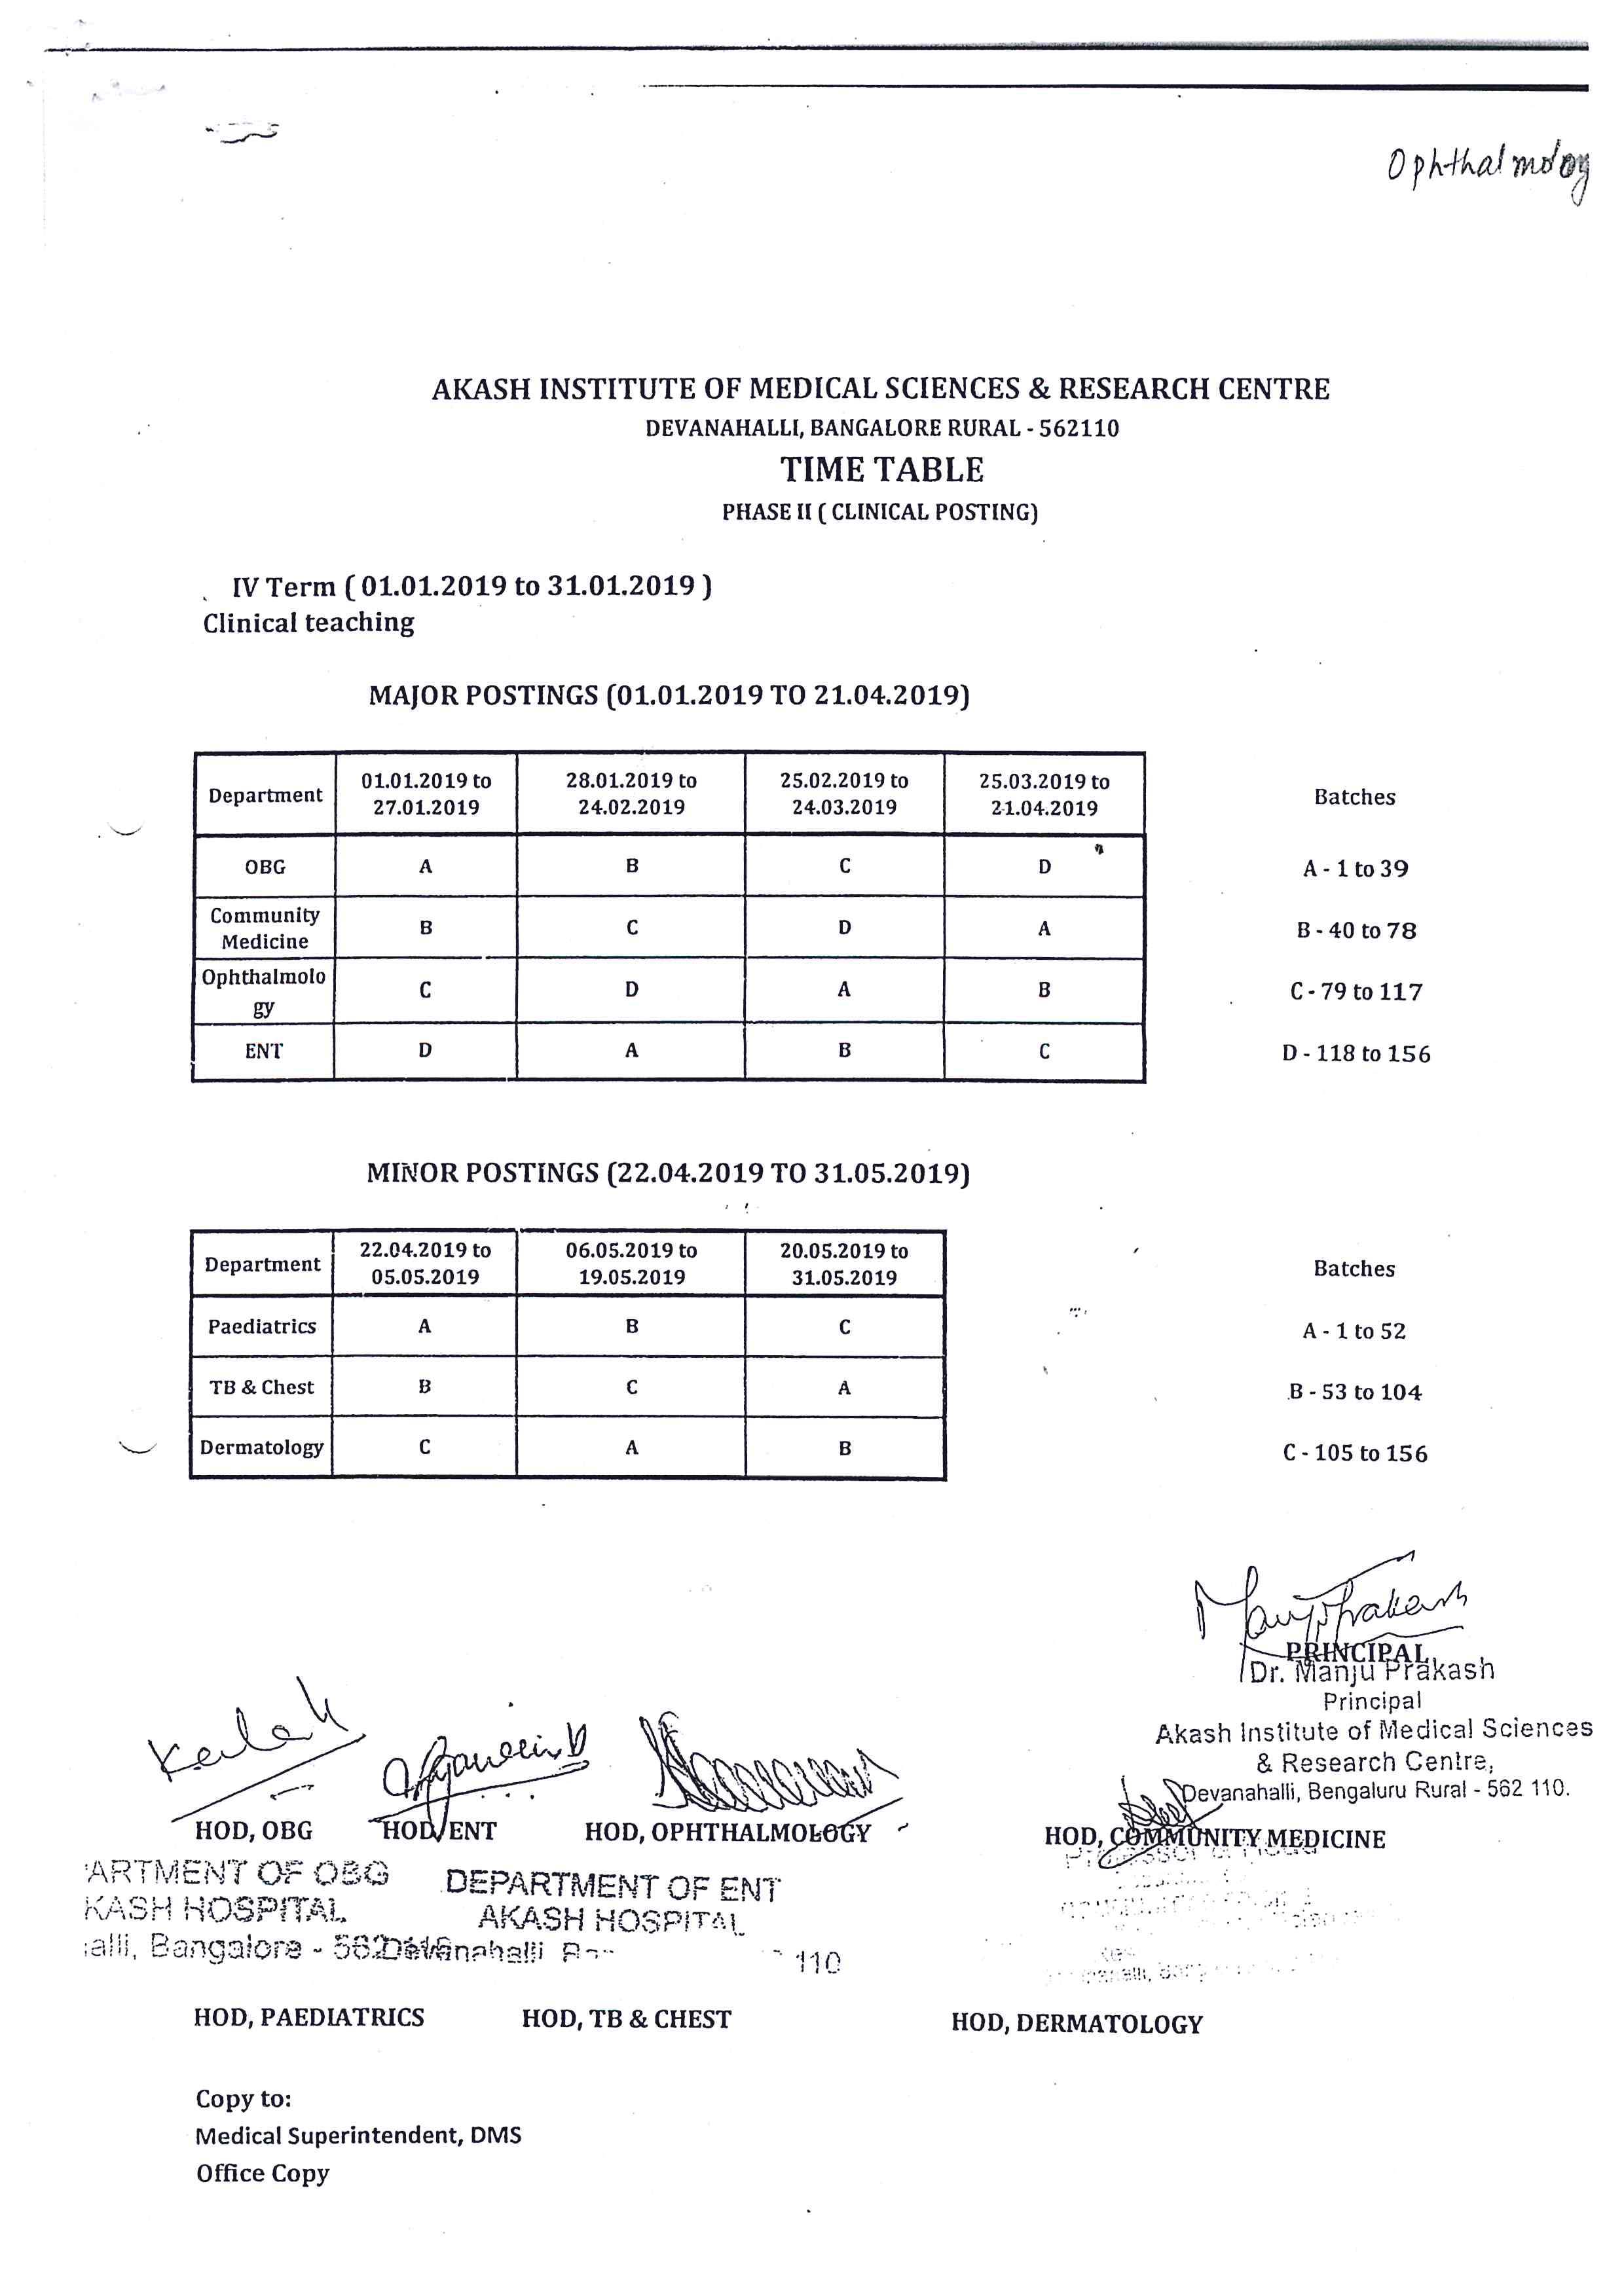 Ophthalmology
AKASH INSTITUTE OF MEDICAL SCIENCES & RESEARCH CENTRE
DEVANAHALLI, BANGALORE RURAL - 562110
TIME TABLE
PHASE II ( CLINICAL POSTING)
IV Term ( 01.01.2019 to 31.01.2019 )
Clinical teaching
MAJOR POSTINGS (01.01.2019 TO 21.04.2019)
Department 01.01.2019 to 27.01.2019 28.01.2019 to 24.02.2019 25.02.2019 to 24.03.2019 25.03.2019 to 21.04.2019 Batches
OBG A B C D A - 1 to 39
Community Medicine B C D A B - 40 to 78
Ophthalmolo gy C D A B C - 79 to 117
ENT D A B C D - 118 to 156
MINOR POSTINGS (22.04.2019 TO 31.05.2019)
Department 22.04.2019 to 05.05.2019 06.05.2019 to 19.05.2019 20.05.2019 to 31.05.2019 Batches
Paediatrics A B C A - 1 to 52
TB & Chest B C A B - 53 to 104
Dermatology C A B C - 105 to 156
PRINCIPAL
Dr. Manju Prakash
Principal
Akash Institute of Medical Sciences
& Research Centre,
Devanahalli, Bengaluru Rural - 562 110.
HOD, OBG HOD, ENT HOD, OPHTHALMOLOGY HOD, COMMUNITY MEDICINE
ARTMENT OF OBG DEPARTMENT OF ENT
KASH HOSPITAL AKASH HOSPITAL
alli, Bangalore - Devanahalli 110
HOD, PAEDIATRICS HOD, TB & CHEST HOD, DERMATOLOGY
Copy to:
Medical Superintendent, DMS
Office Copy